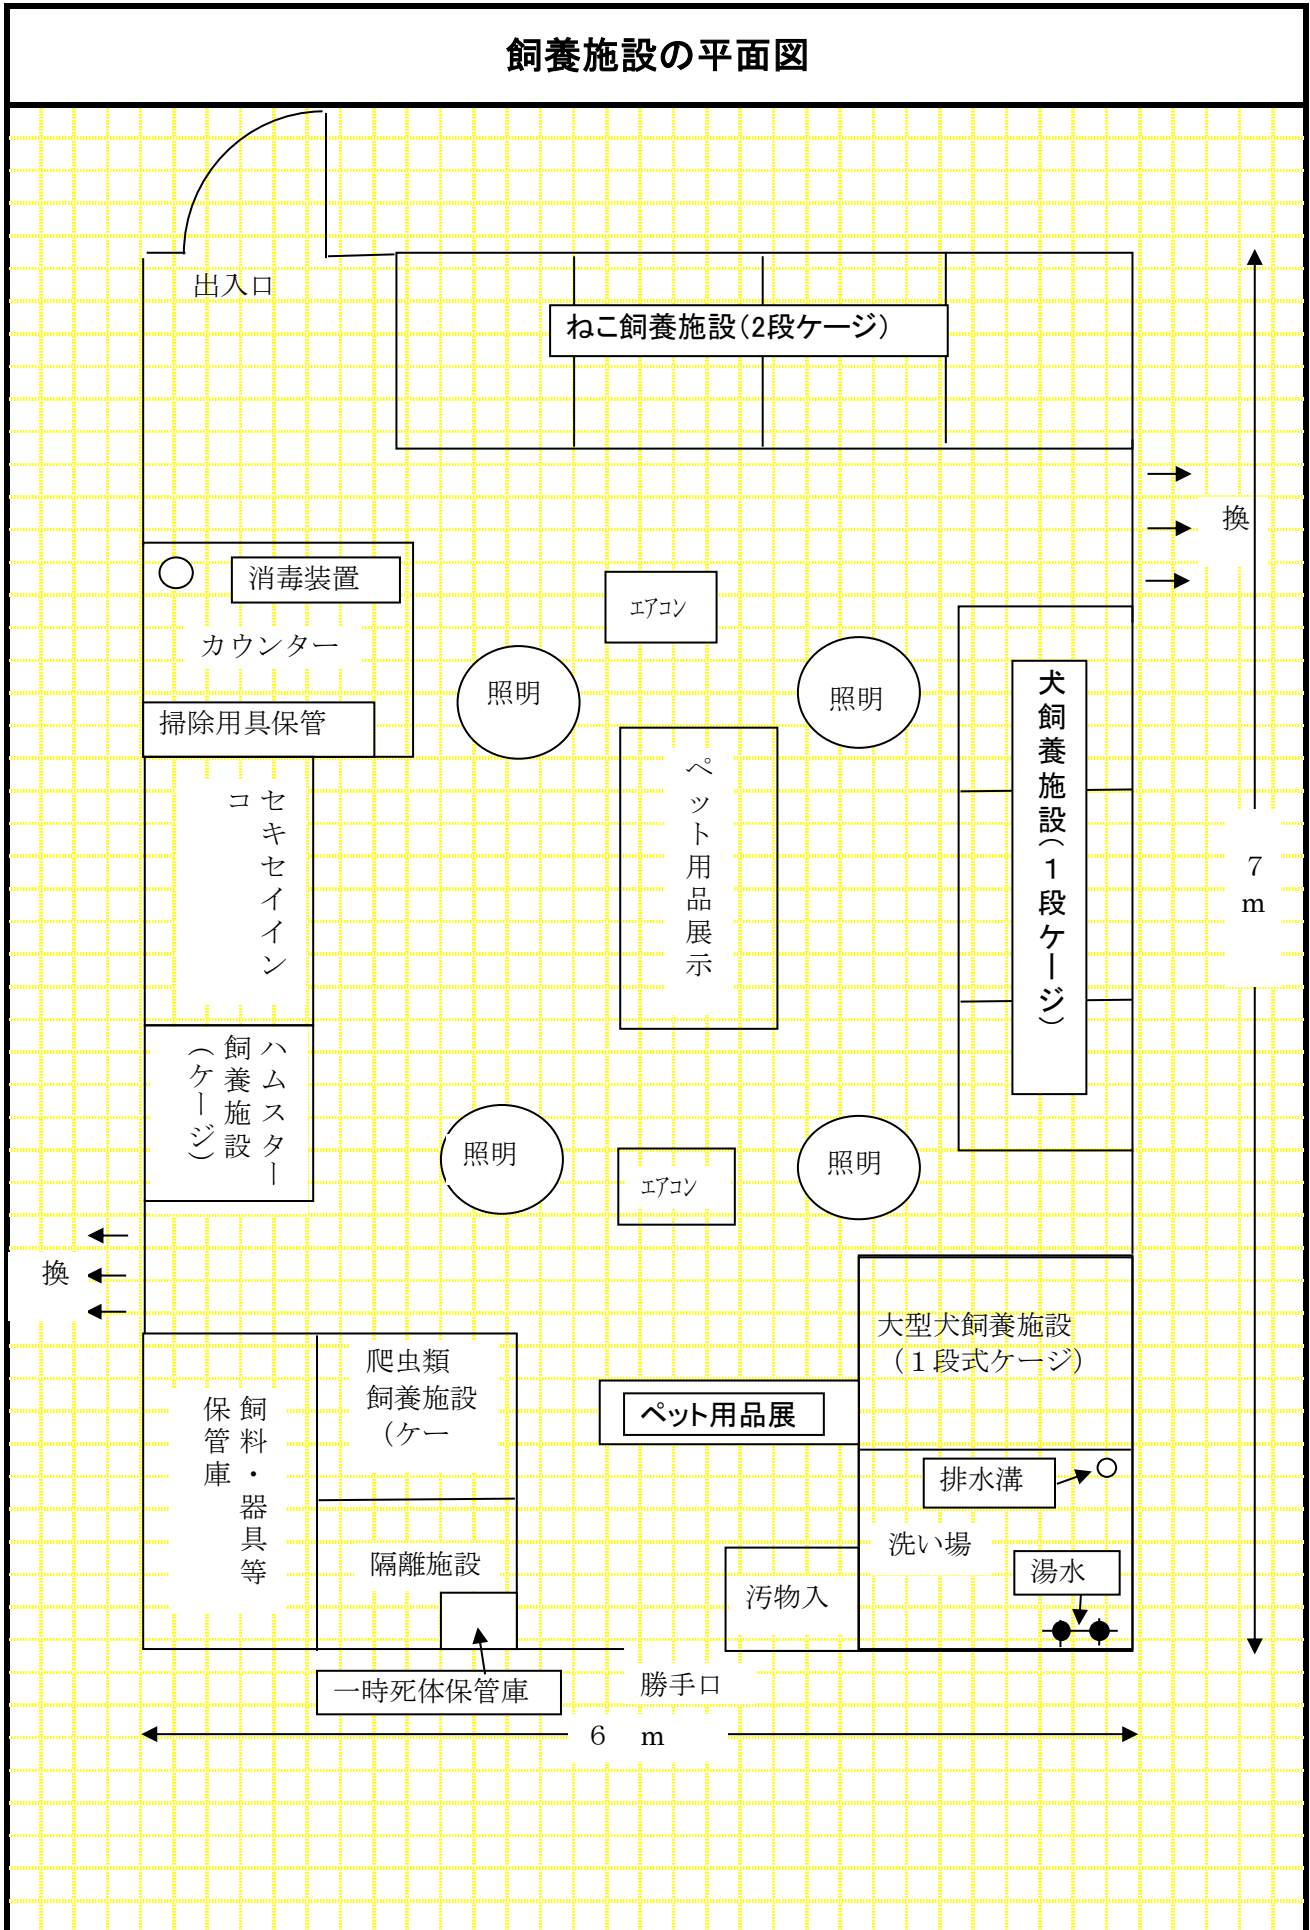 飼養施設の平面図
出入口
ねこ飼養施設（2段ケージ）
換
消毒装置
カウンター
掃除用具保管
エアコン
照明
照明
犬飼養施設（１段ケージ）
ペット用品展示
セキセイイン
コ
７
m
ハムスター
飼養施設
（ケージ）
照明
エアコン
照明
換
大型犬飼養施設
（１段式ケージ）
爬虫類
飼養施設
（ケー
ペット用品展
飼料・器具等
保管庫
排水溝
洗い場
隔離施設
湯水
汚物入
一時死体保管庫
勝手口
６　m